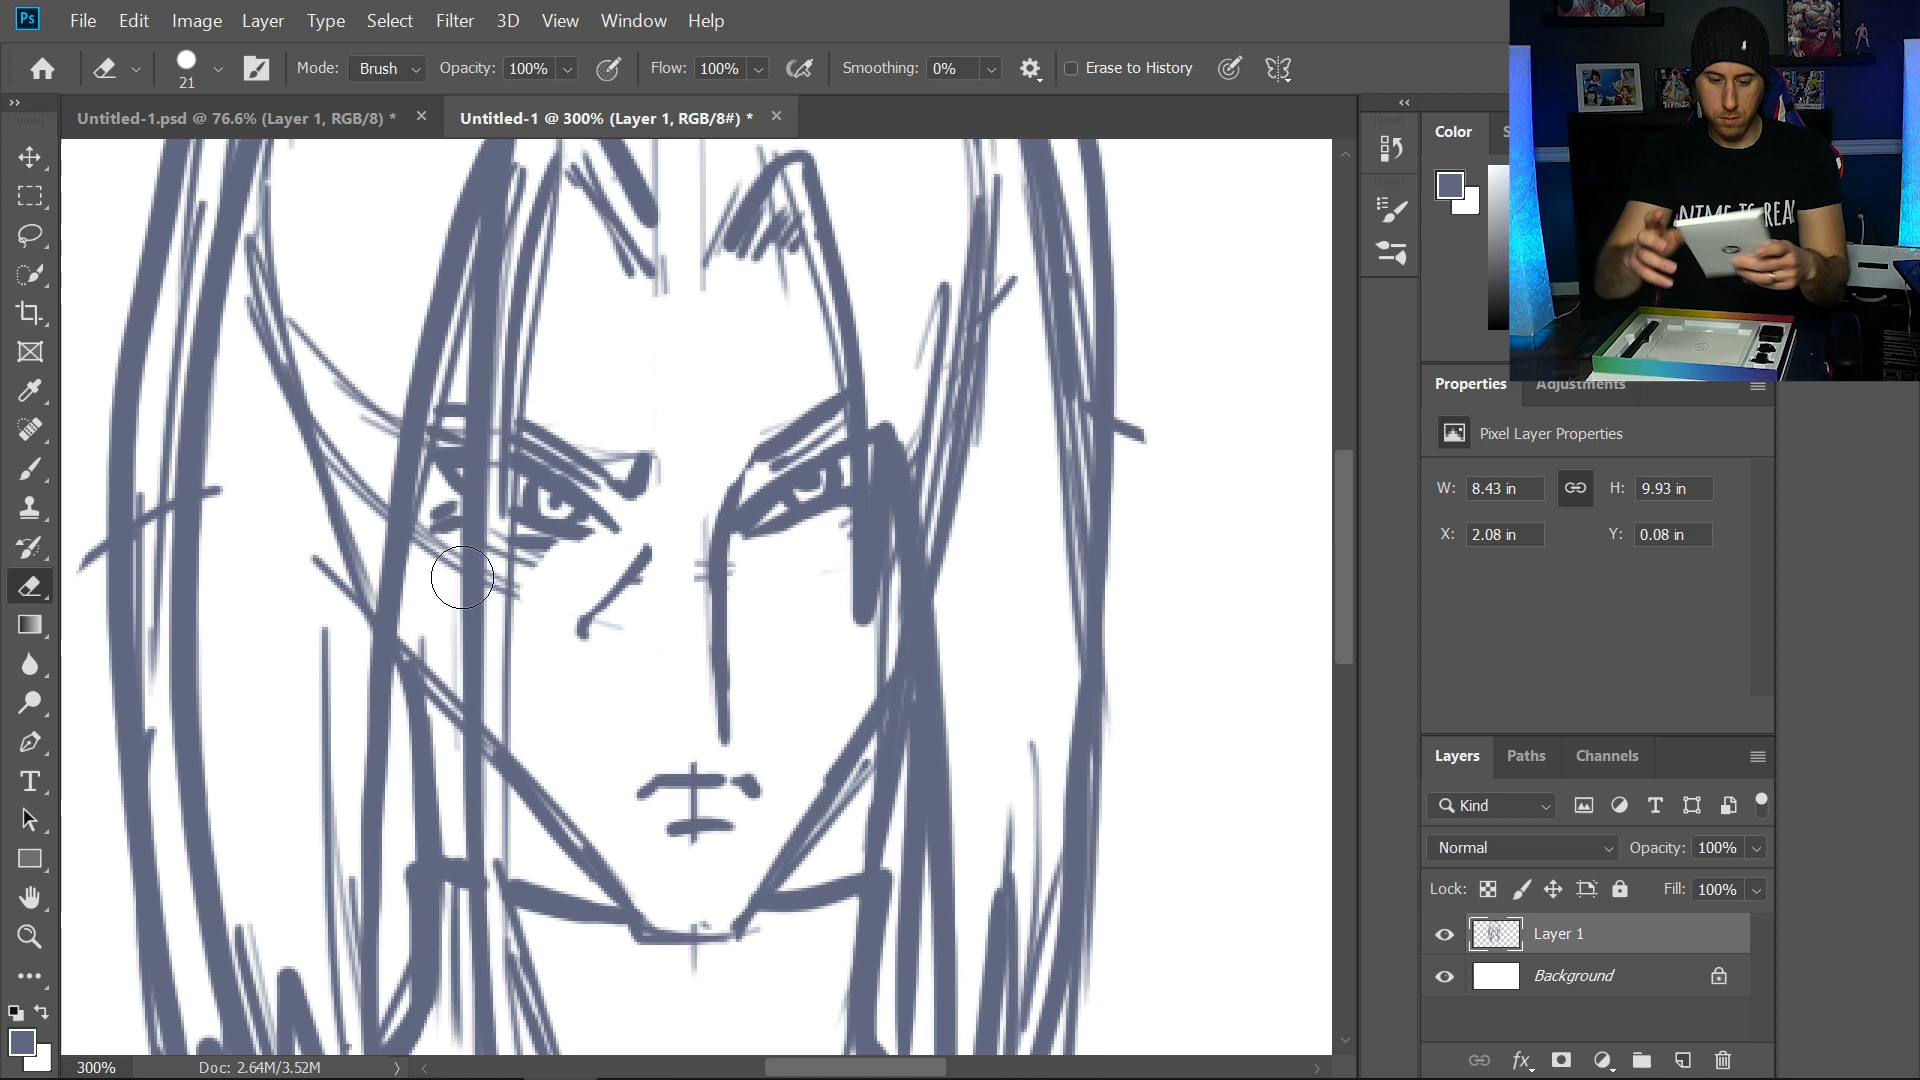 Ps File Edit Image Layer Type Select Filter 3D View Window Help
21 Mode: Brush Opacity: 100% Flow: 100% Smoothing: 0% Erase to History
Untitled-1.psd @ 76.6% (Layer 1, RGB/8) * × Untitled-1 @ 300% (Layer 1, RGB/8#) * ×
Color S
ANIME IS REAL
Properties Adjustments
Pixel Layer Properties
W: 8.43 in H: 9.93 in
X: 2.08 in Y: 0.08 in
Layers Paths Channels
Kind
Normal Opacity: 100%
Lock: Fill: 100%
Layer 1
Background
fx
300% Doc: 2.64M/3.52M